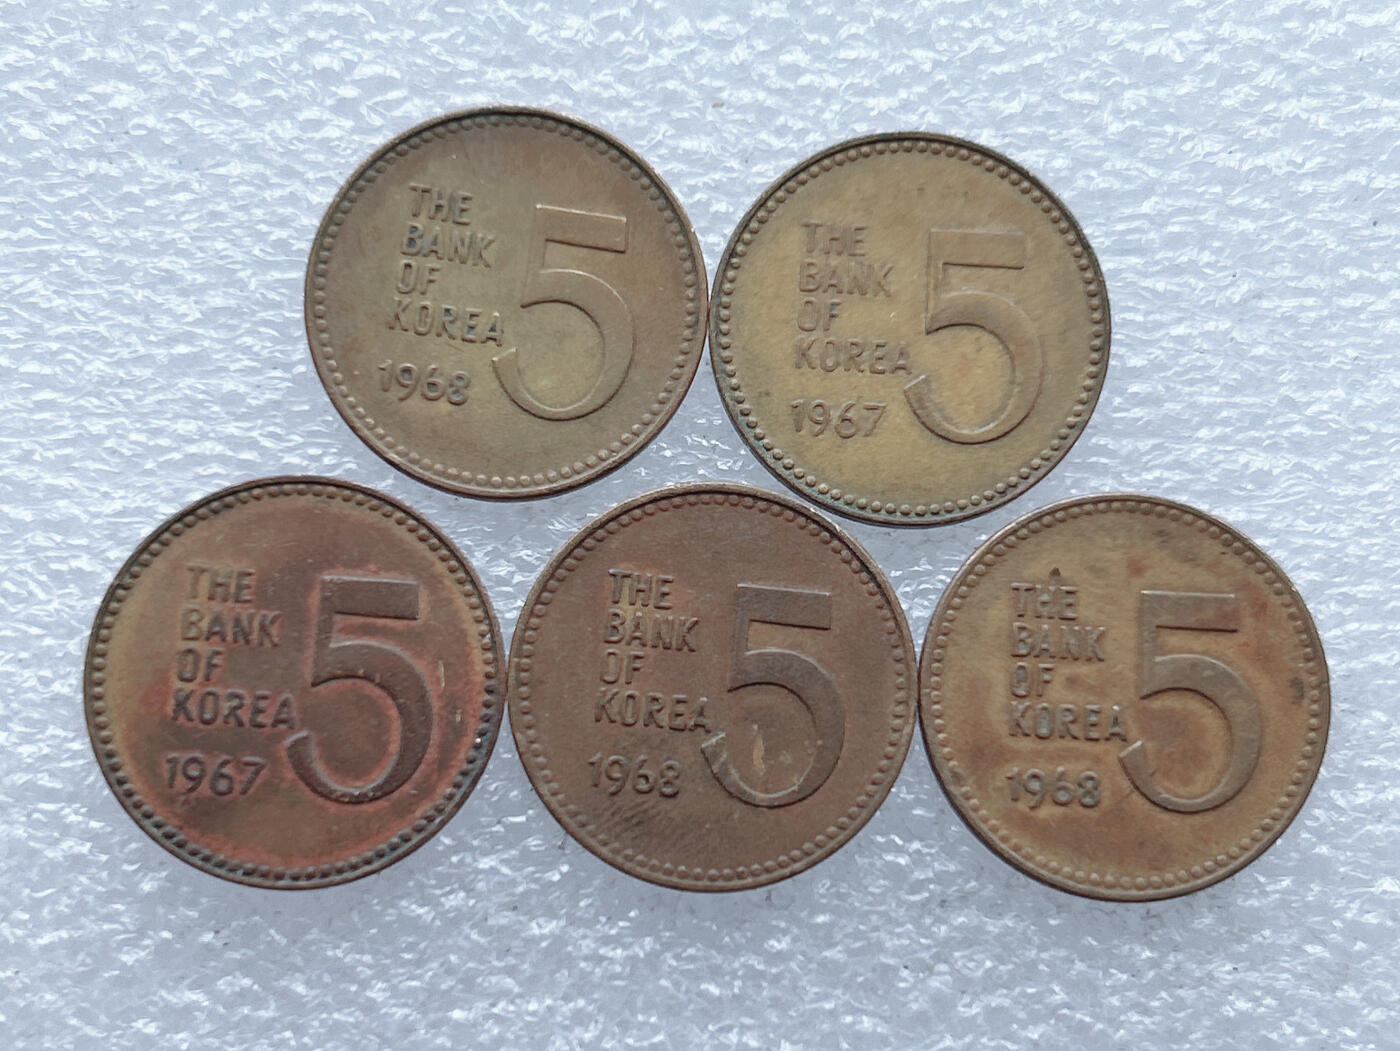 THE
BANK
OF
KOREA
1968
5
THE
BANK
OF
KOREA
1967
5
THE
BANK
OF
KOREA
1967
5
THE
BANK
OF
KOREA
1968
5
THE
BANK
OF
KOREA
1968
5